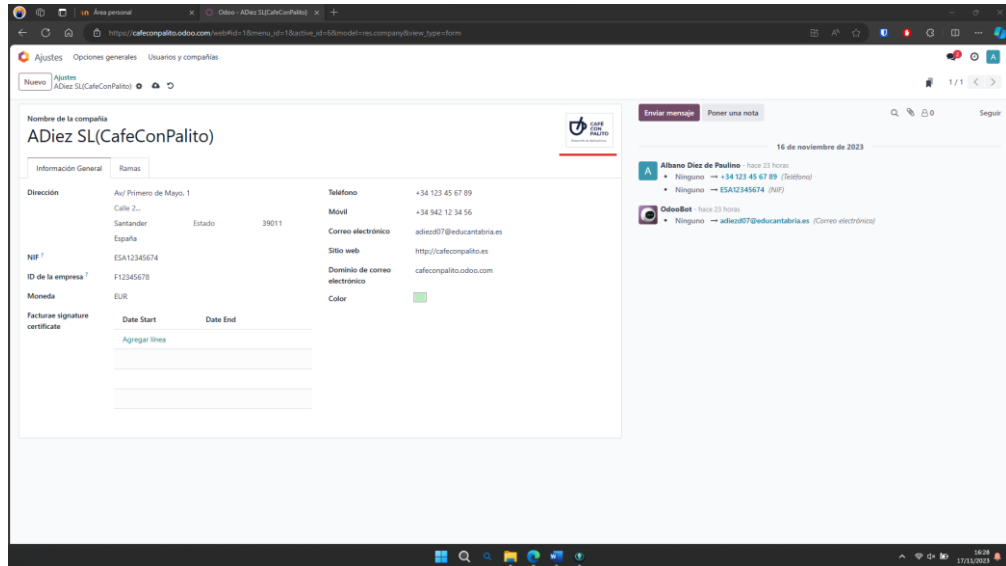 Área personal
Odoo - ADiez SL(CafeConPalito)
https://cafeconpalito.odoo.com/web#id=1&menu_id=1&active_id=6&model=res.company&view_type=form
Ajustes Opciones generales Usuarios y compañías
2
A
Nuevo
Ajustes
ADiez SL(CafeConPalito)
1/1
Nombre de la compañía
ADiez SL(CafeConPalito)
CAFÉ
CON
PALITO
Información General Ramas
Dirección
Av/ Primero de Mayo, 1
Calle 2...
Santander Estado 39011
España
NIF ?
ESA12345674
ID de la empresa ?
F12345678
Moneda
EUR
Facturae signature certificate
Date Start Date End
Agregar línea
Teléfono
+34 123 45 67 89
Móvil
+34 942 12 34 56
Correo electrónico
adiezd07@educantabria.es
Sitio web
http://cafeconpalito.es
Dominio de correo electrónico
cafeconpalito.odoo.com
Color
Enviar mensaje Poner una nota
0
Seguir
16 de noviembre de 2023
A
Albano Diez de Paulino - hace 23 horas
• Ninguno → +34 123 45 67 89 (Teléfono)
• Ninguno → ESA12345674 (NIF)
OdooBot - hace 23 horas
• Ninguno → adiezd07@educantabria.es (Correo electrónico)
16:28
17/11/2023